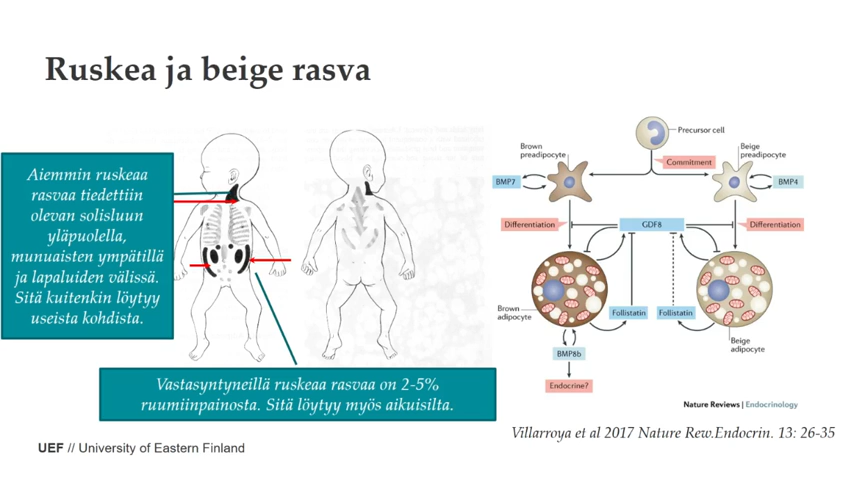 Ruskea ja beige rasva
Aiemmin ruskeaa
rasvaa tiedettiin
olevan solisluun
yläpuolella,
munuaisten ympätillä
ja lapaluiden välissä.
Sitä kuitenkin löytyy
useista kohdista.
Vastasyntyneillä ruskeaa rasvaa on 2-5%
ruumiinpainosta. Sitä löytyy myös aikuisilta.
Precursor cell
Brown
preadipocyte
Commitment
Beige
preadipocyte
BMP7
BMP4
Differentiation
GDF8
Differentiation
Brown
adipocyte
Follistatin
Follistatin
Beige
adipocyte
BMP8b
Endocrine?
Nature Reviews | Endocrinology
Villarroya et al 2017 Nature Rew.Endocrin. 13: 26-35
UEF // University of Eastern Finland